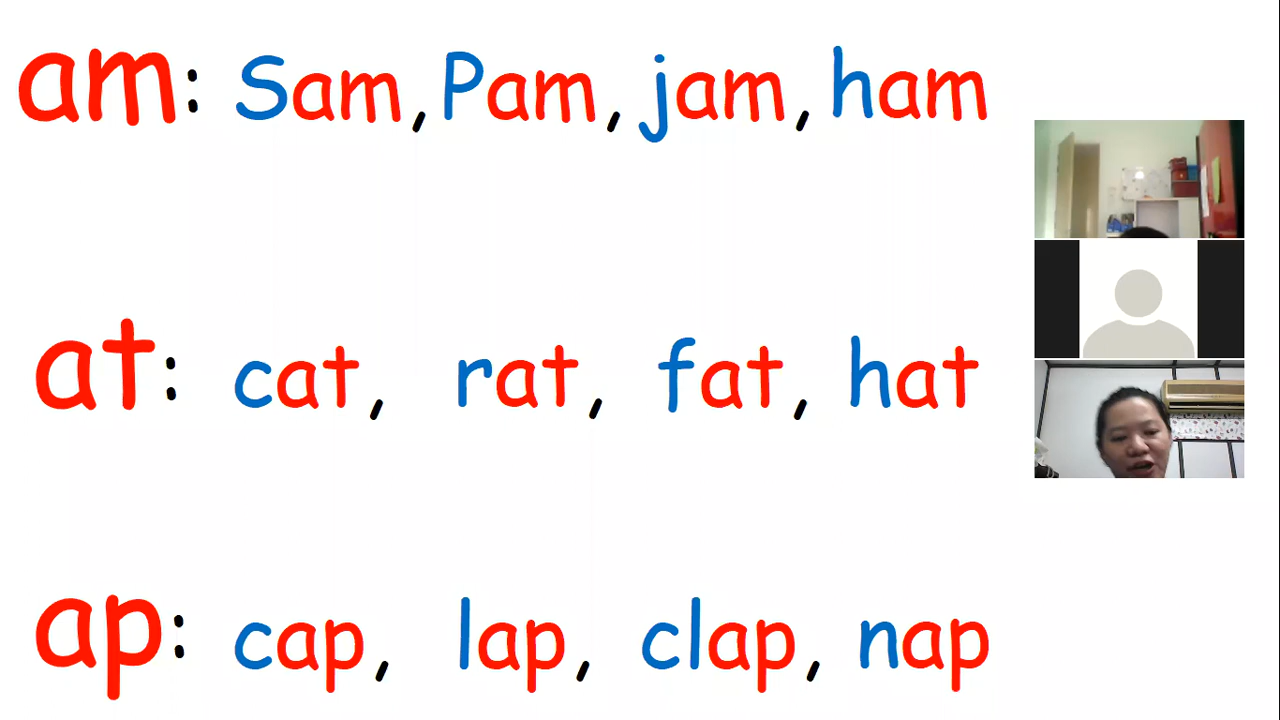 am: Sam, Pam, jam, ham
at: cat, rat, fat, hat
ap: cap, lap, clap, nap